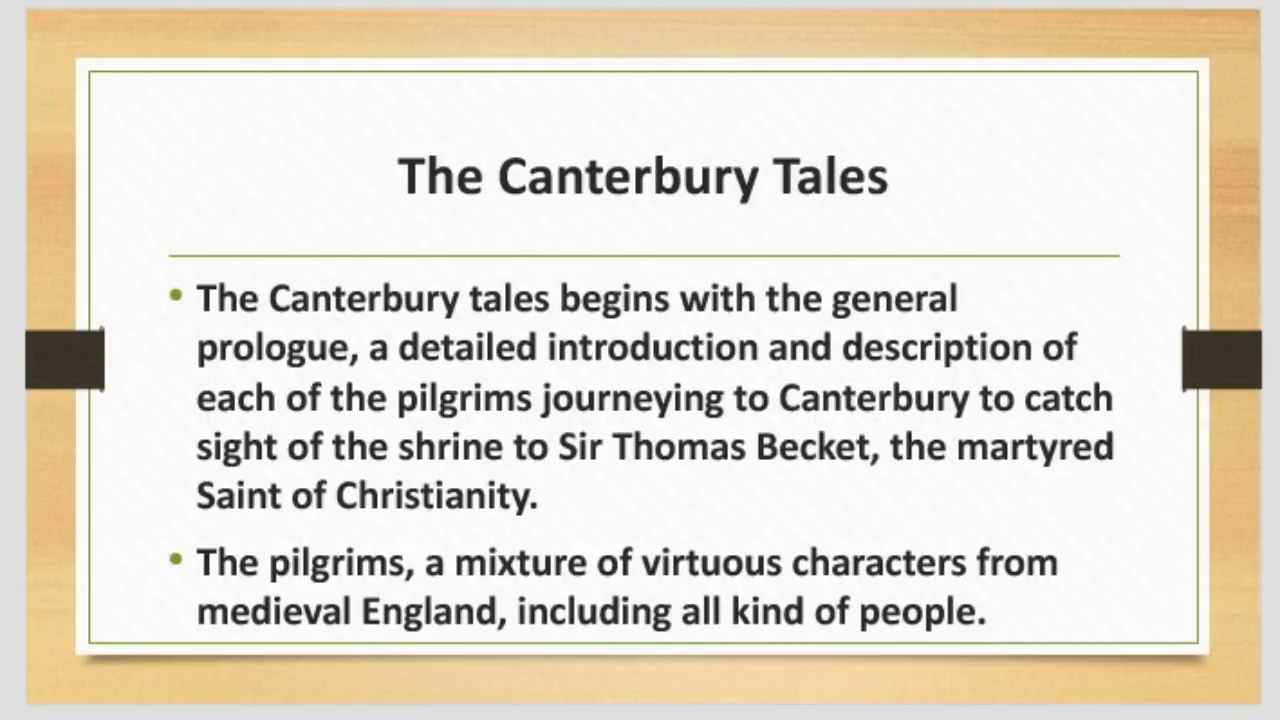 The Canterbury Tales
• The Canterbury tales begins with the general
prologue, a detailed introduction and description of
each of the pilgrims journeying to Canterbury to catch
sight of the shrine to Sir Thomas Becket, the martyred
Saint of Christianity.
• The pilgrims, a mixture of virtuous characters from
medieval England, including all kind of people.